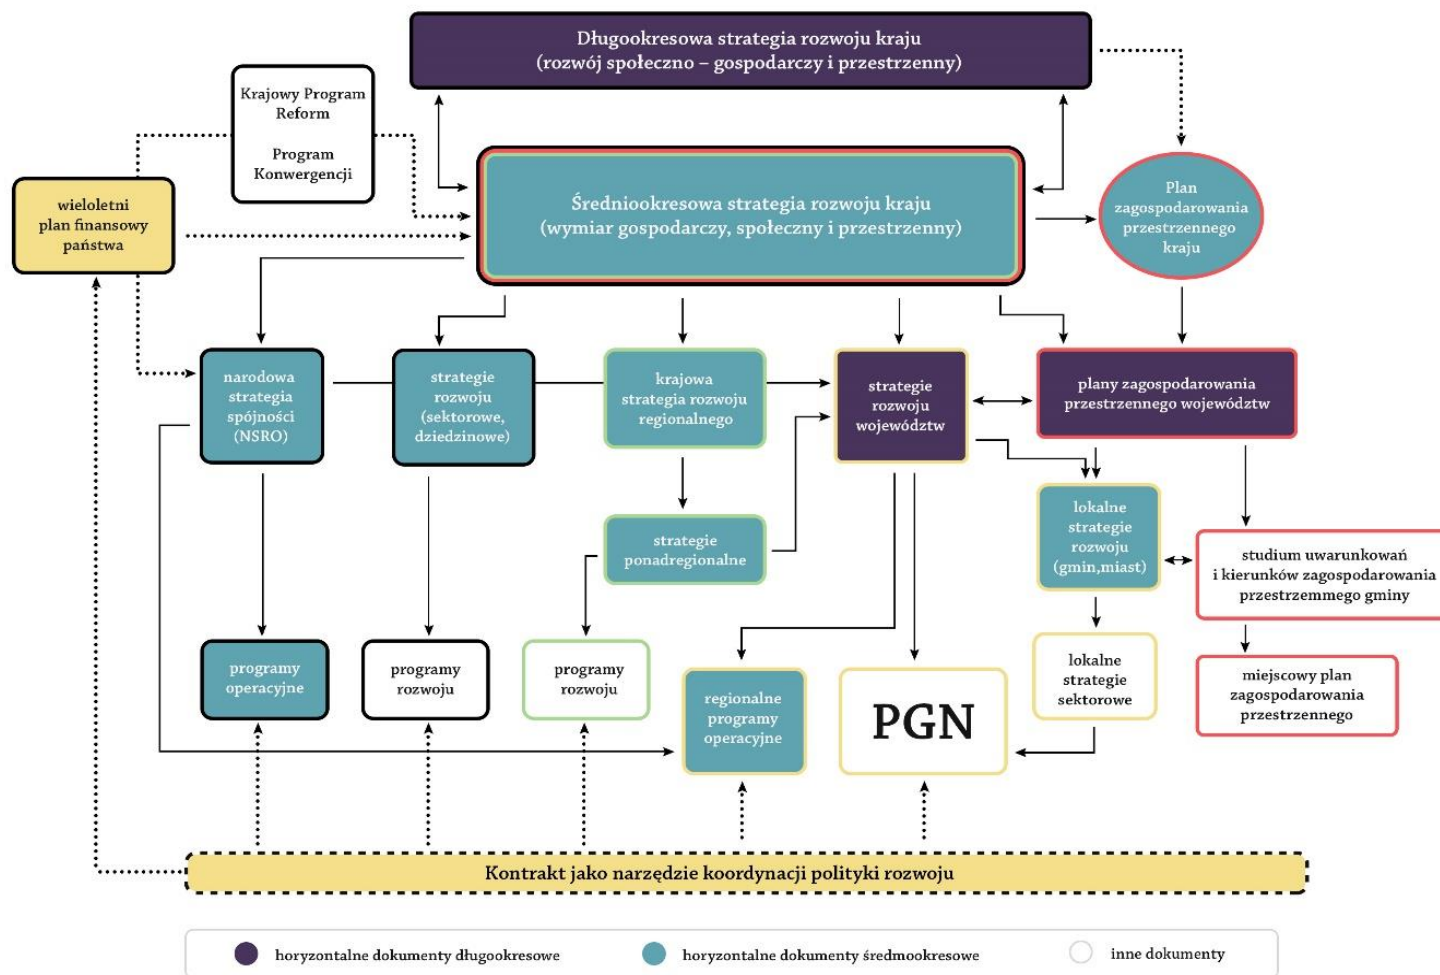 Długookresowa strategia rozwoju kraju
(rozwój społeczno – gospodarczy i przestrzenny)
Krajowy Program
Reform
Program
Konwergencji
wieloletni
plan finansowy
państwa
Średniookresowa strategia rozwoju kraju
(wymiar gospodarczy, społeczny i przestrzenny)
Plan
zagospodarowania
przestrzennego
kraju
narodowa
strategia
spójności
(NSRO)
strategie
rozwoju
(sektorowe,
dziedzinowe)
krajowa
strategia rozwoju
regionalnego
strategie
rozwoju
województw
plany zagospodarowania
przestrzennego województw
strategie
ponadregionalne
lokalne
strategie
rozwoju
(gmin,miast)
studium uwarunkowań
i kierunków zagospodarowania
przestrzemmego gminy
programy
operacyjne
programy
rozwoju
programy
rozwoju
regionalne
programy
operacyjne
PGN
lokalne
strategie
sektorowe
miejscowy plan
zagospodarowania
przestrzennego
Kontrakt jako narzędzie koordynacji polityki rozwoju
horyzontalne dokumenty długookresowe
horyzontalne dokumenty średmookresowe
inne dokumenty